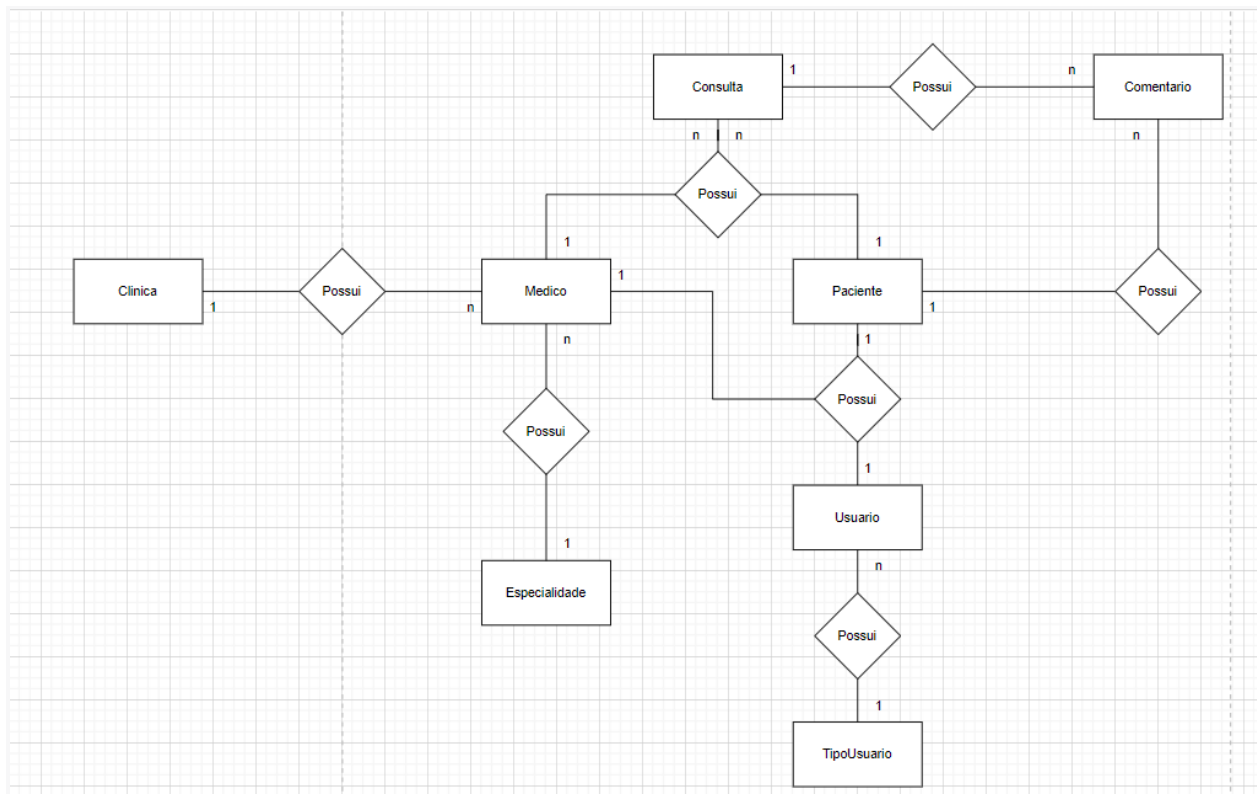 Consulta
1
Possui
n
Comentario
n
n
n
Possui
1
1
Clinica
1
Possui
n
Medico
1
Paciente
1
Possui
n
1
Possui
Possui
1
1
Usuario
n
Especialidade
Possui
1
TipoUsuario